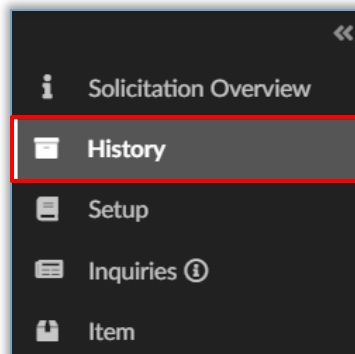 Solicitation Overview
History
Setup
Inquiries
Item